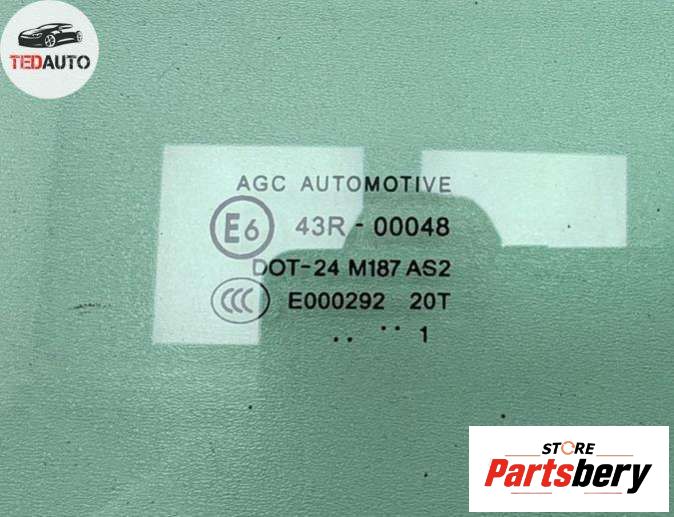 TEDAUTO
AGC AUTOMOTIVE
E6 43R - 00048
DOT-24 M187 AS2
CCC E000292 20T
.. ·· 1
STORE
Partsbery